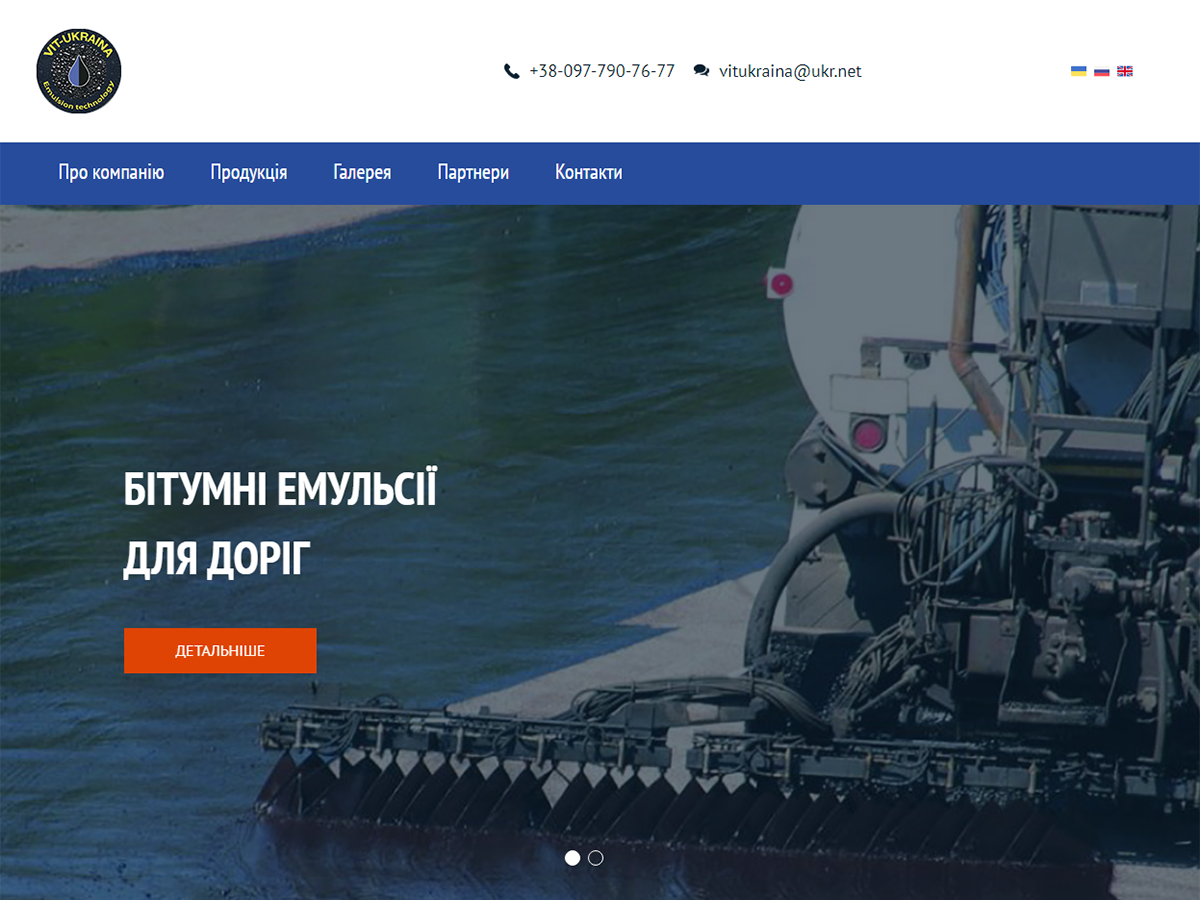 VIT-UKRAINA
Emulsion technology
+38-097-790-76-77 vitukraina@ukr.net
Про компанію Продукція Галерея Партнери Контакти
БІТУМНІ ЕМУЛЬСІЇ
ДЛЯ ДОРІГ
ДЕТАЛЬНІШЕ